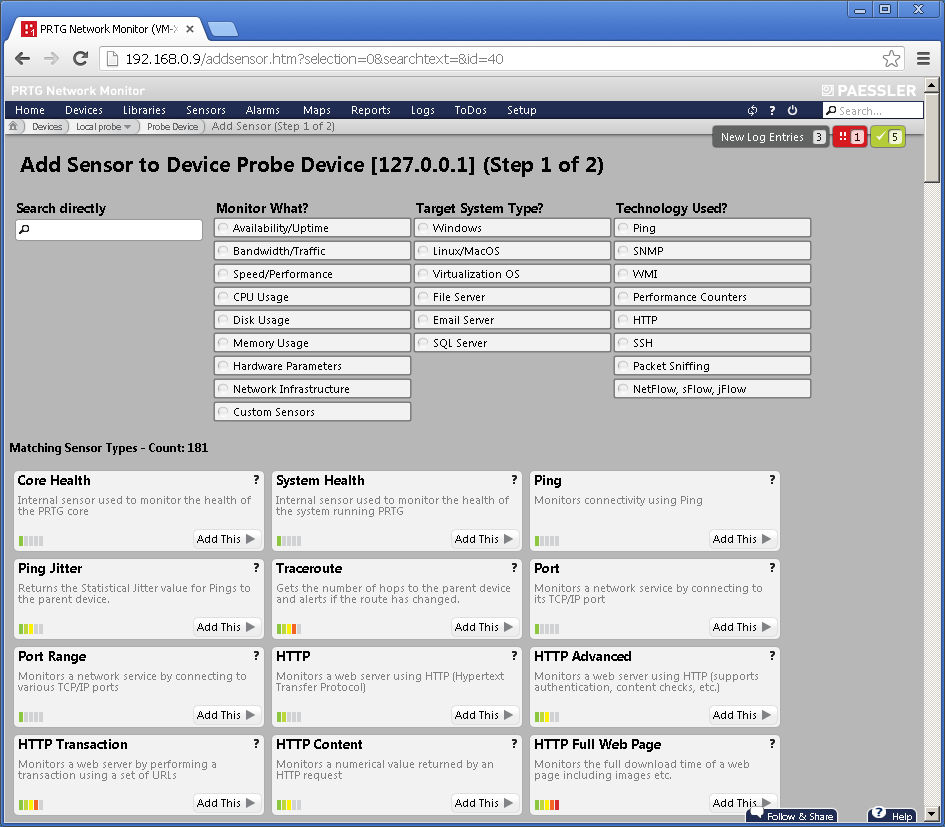 PRTG Network Monitor (VM-X
192.168.0.9/addsensor.htm?selection=0&searchtext=&id=40
PRTG Network Monitor
PAESSLER
Home Devices Libraries Sensors Alarms Maps Reports Logs ToDos Setup
? Search...
Devices Local probe Probe Device Add Sensor (Step 1 of 2)
New Log Entries 3 1 5
Add Sensor to Device Probe Device [127.0.0.1] (Step 1 of 2)
Search directly
Monitor What?
Availability/Uptime
Bandwidth/Traffic
Speed/Performance
CPU Usage
Disk Usage
Memory Usage
Hardware Parameters
Network Infrastructure
Custom Sensors
Target System Type?
Windows
Linux/MacOS
Virtualization OS
File Server
Email Server
SQL Server
Technology Used?
Ping
SNMP
WMI
Performance Counters
HTTP
SSH
Packet Sniffing
NetFlow, sFlow, jFlow
Matching Sensor Types - Count: 181
Core Health ?
Internal sensor used to monitor the health of
the PRTG core
Add This
System Health ?
Internal sensor used to monitor the health of
the system running PRTG
Add This
Ping ?
Monitors connectivity using Ping
Add This
Ping Jitter ?
Returns the Statistical Jitter value for Pings to
the parent device.
Add This
Traceroute ?
Gets the number of hops to the parent device
and alerts if the route has changed.
Add This
Port ?
Monitors a network service by connecting to
its TCP/IP port
Add This
Port Range ?
Monitors a network service by connecting to
various TCP/IP ports
Add This
HTTP ?
Monitors a web server using HTTP (Hypertext
Transfer Protocol)
Add This
HTTP Advanced ?
Monitors a web server using HTTP (supports
authentication, content checks, etc.)
Add This
HTTP Transaction ?
Monitors a web server by performing a
transaction using a set of URLs
Add This
HTTP Content ?
Monitors a numerical value returned by an
HTTP request
Add This
HTTP Full Web Page ?
Monitors the full download time of a web
page including images etc.
Add This
Follow & Share
? Help